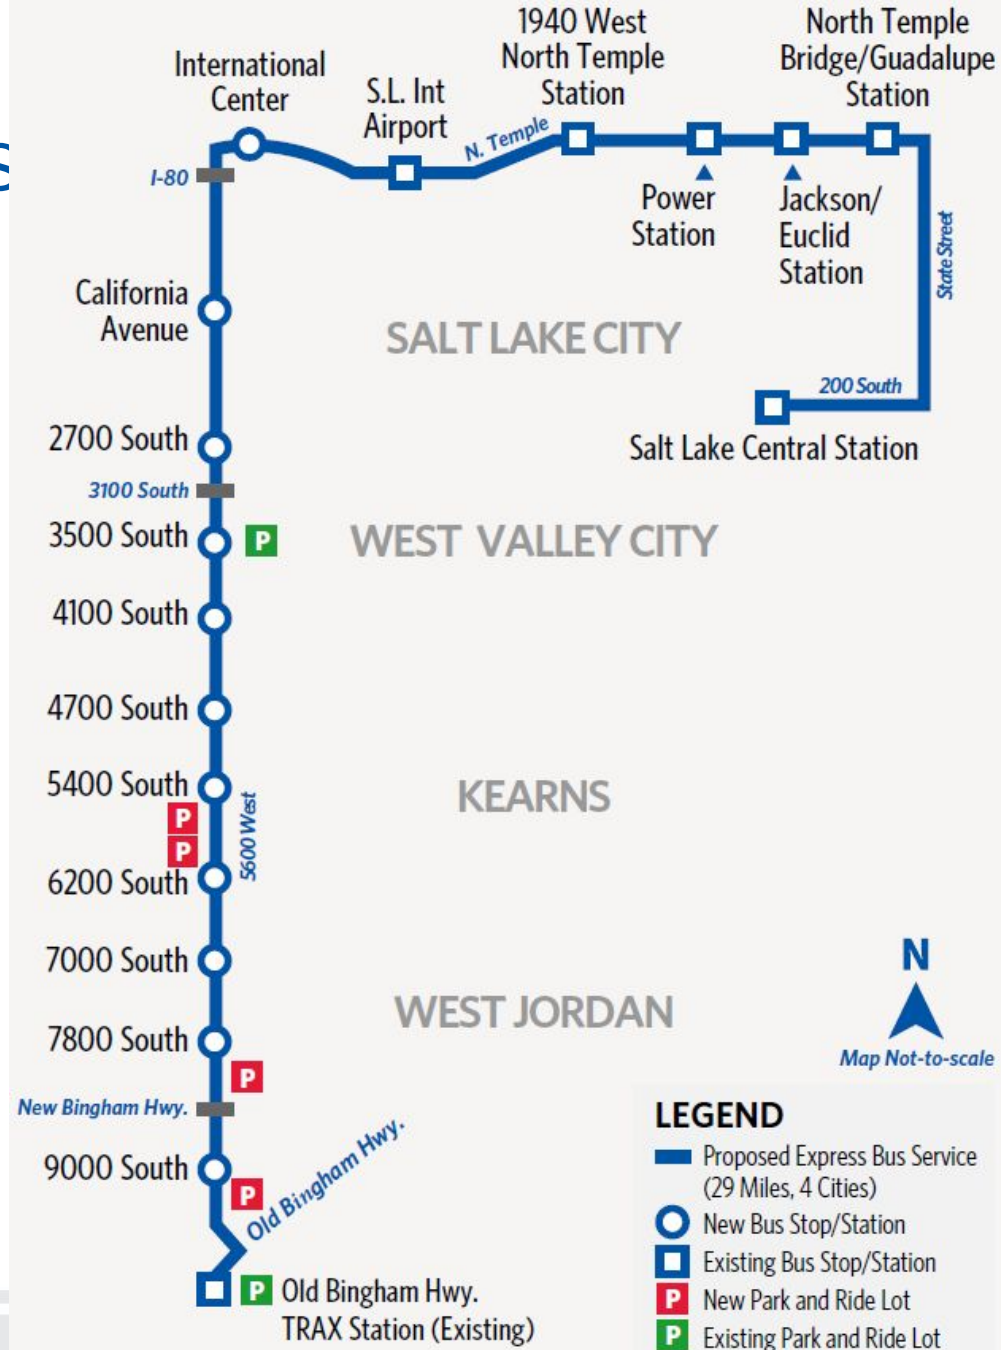 S
International
Center
S.L. Int
Airport
N. Temple
1940 West
North Temple
Station
North Temple
Bridge/Guadalupe
Station
I-80
Power
Station
Jackson/
Euclid
Station
State Street
California
Avenue
SALT LAKE CITY
200 South
Salt Lake Central Station
2700 South
3100 South
3500 South
P
WEST VALLEY CITY
4100 South
4700 South
5400 South
P
P
5600 West
KEARNS
6200 South
7000 South
7800 South
P
WEST JORDAN
N
Map Not-to-scale
New Bingham Hwy.
9000 South
P
Old Bingham Hwy.
P
Old Bingham Hwy.
TRAX Station (Existing)
LEGEND
Proposed Express Bus Service
(29 Miles, 4 Cities)
New Bus Stop/Station
Existing Bus Stop/Station
P New Park and Ride Lot
P Existing Park and Ride Lot